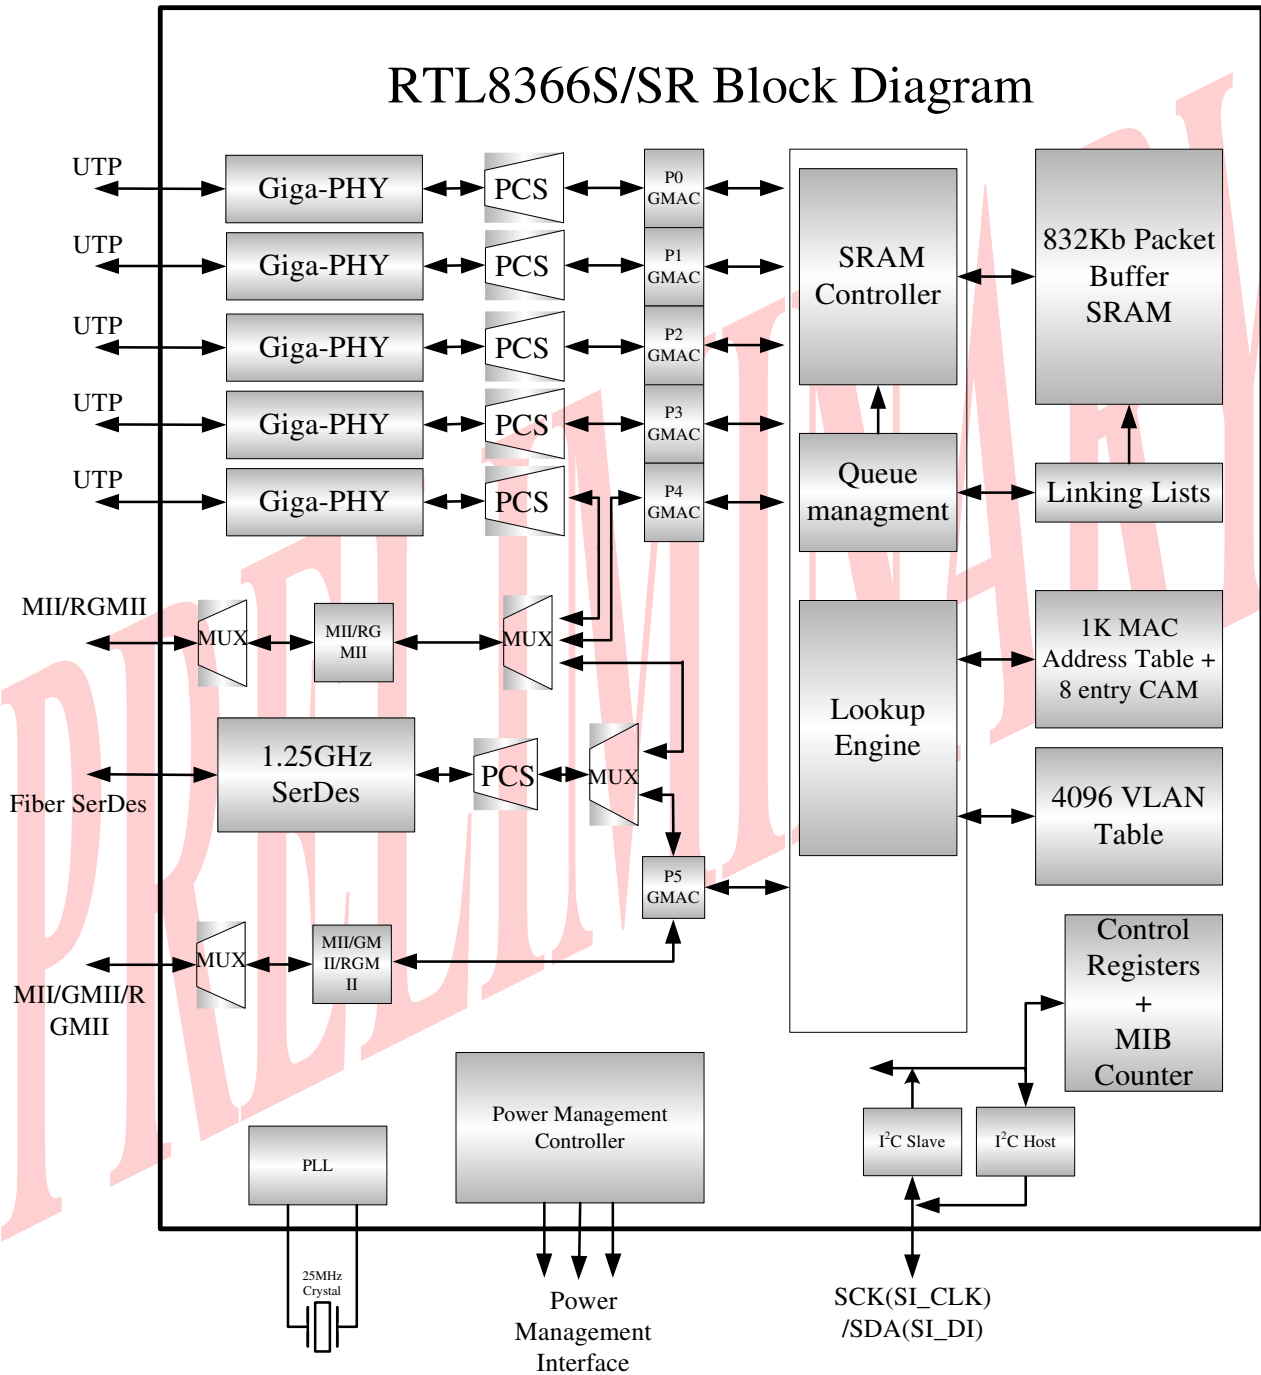 RTL8366S/SR Block Diagram
UTP
Giga-PHY
PCS
P0
GMAC
UTP
Giga-PHY
PCS
P1
GMAC
UTP
Giga-PHY
PCS
P2
GMAC
UTP
Giga-PHY
PCS
P3
GMAC
UTP
Giga-PHY
PCS
P4
GMAC
SRAM
Controller
832Kb Packet
Buffer
SRAM
Queue
managment
Linking Lists
MII/RGMII
MUX
MII/RG
MII
MUX
Lookup
Engine
1K MAC
Address Table +
8 entry CAM
Fiber SerDes
1.25GHz
SerDes
PCS
MUX
4096 VLAN
Table
P5
GMAC
MII/GMII/R
GMII
MUX
MII/GM
II/RGM
II
Control
Registers
+
MIB
Counter
Power Management
Controller
PLL
I²C Slave
I²C Host
25MHz
Crystal
Power
Management
Interface
SCK(SI_CLK)
/SDA(SI_DI)
PRELIMINARY